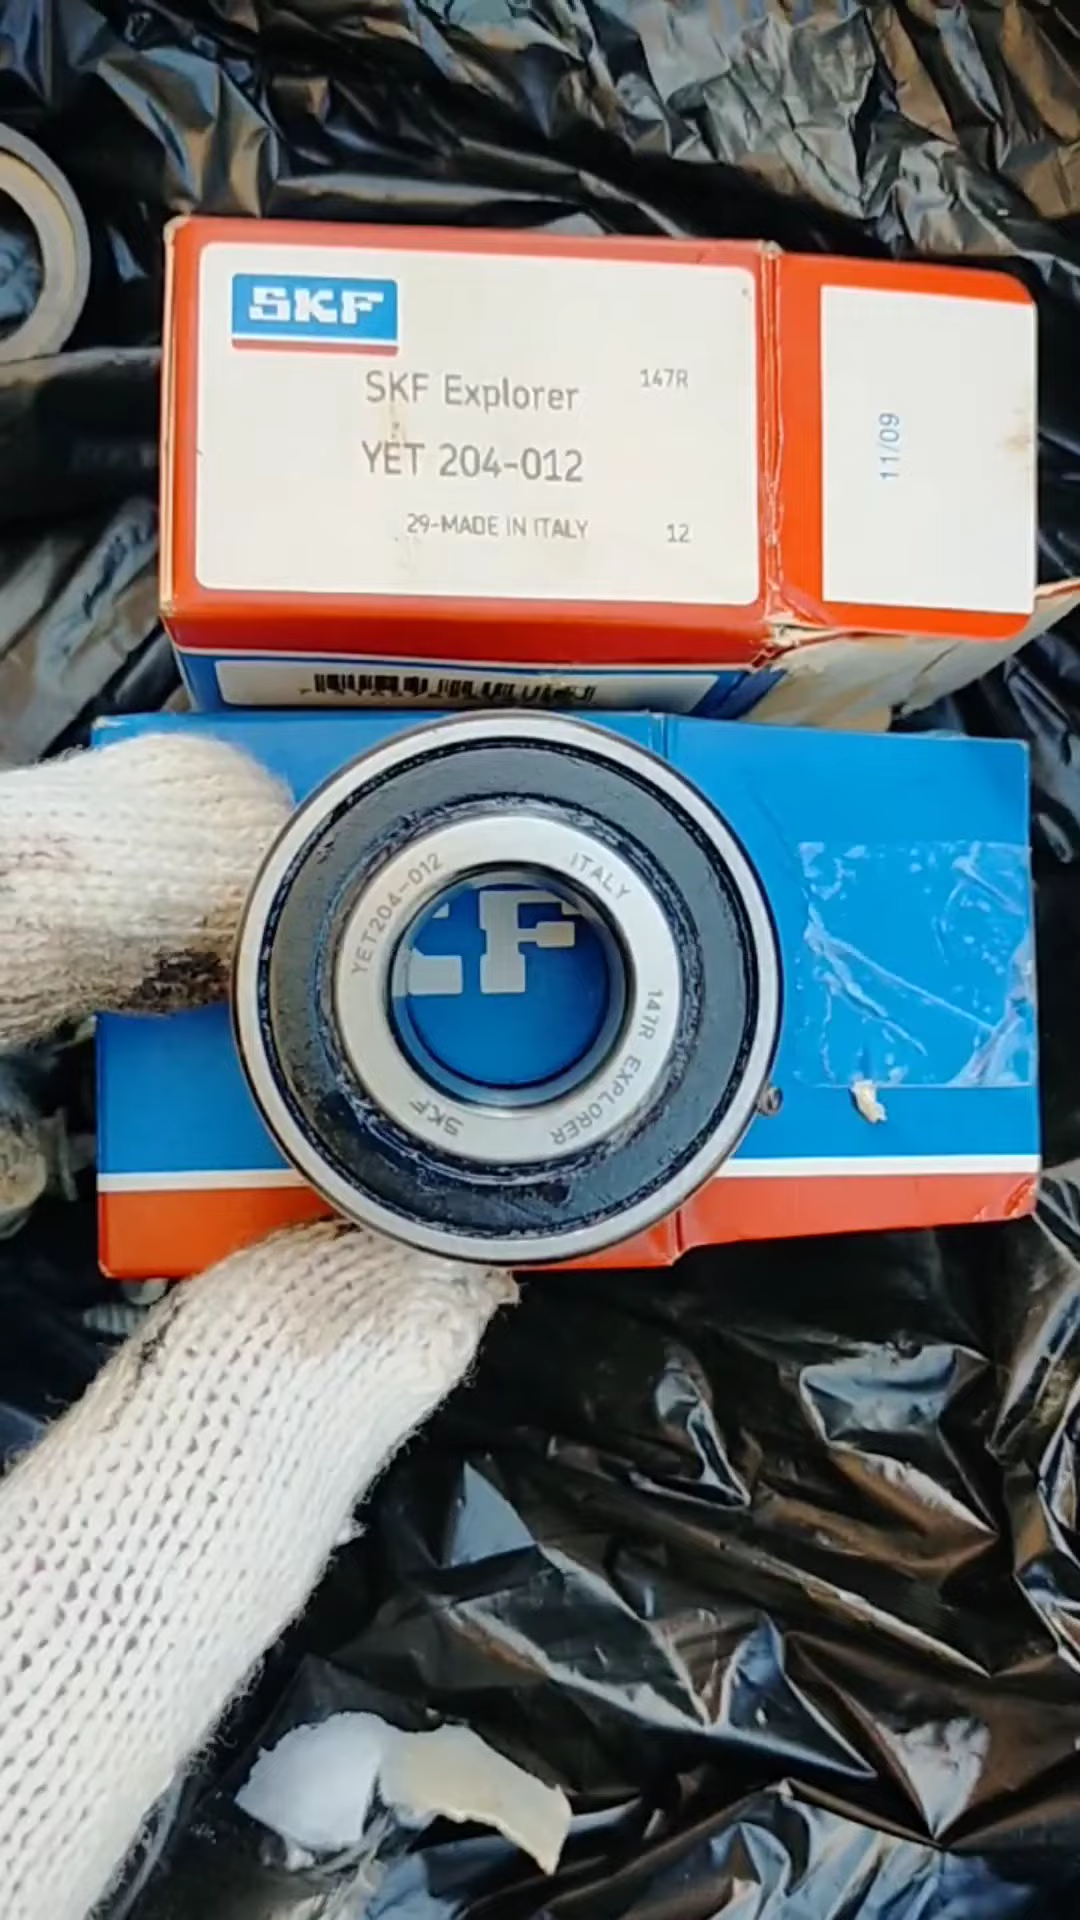 SKF
SKF Explorer
147R
YET 204-012
29-MADE IN ITALY
12
11/09
YET204-012
ITALY
147R EXPLORER
SKF
KF